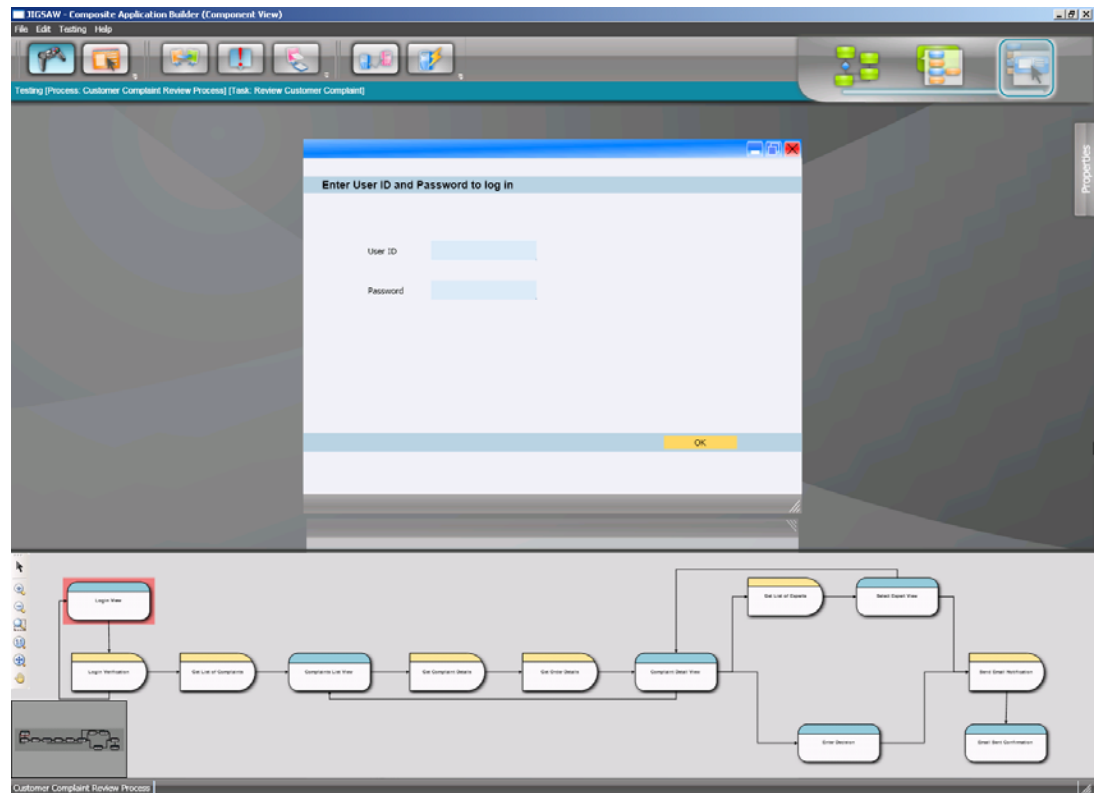 JIGSAW - Composite Application Builder (Component View)
File Edit Testing Help
Testing [Process: Customer Complaint Review Process] [Task: Review Customer Complaint]
Properties
Enter User ID and Password to log in
User ID
Password
OK
Login View
Get List of Experts
Select Expert View
Login Verification
Get List of Complaints
Complaints List View
Get Complaint Details
Get Order Details
Complaint Detail View
Send Email Notification
Enter Decision
Email Sent Confirmation
Customer Complaint Review Process